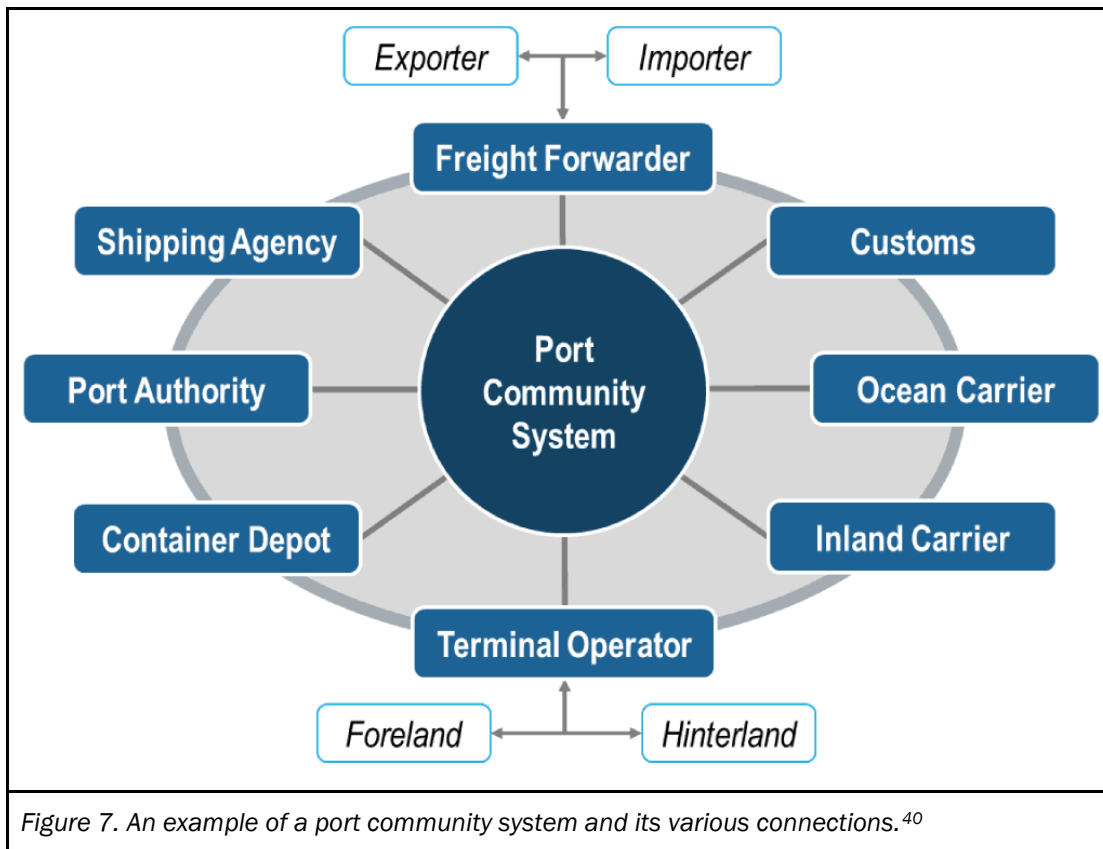 Exporter
Importer
Freight Forwarder
Shipping Agency
Customs
Port
Community
System
Port Authority
Ocean Carrier
Container Depot
Inland Carrier
Terminal Operator
Foreland
Hinterland
Figure 7. An example of a port community system and its various connections.⁴⁰